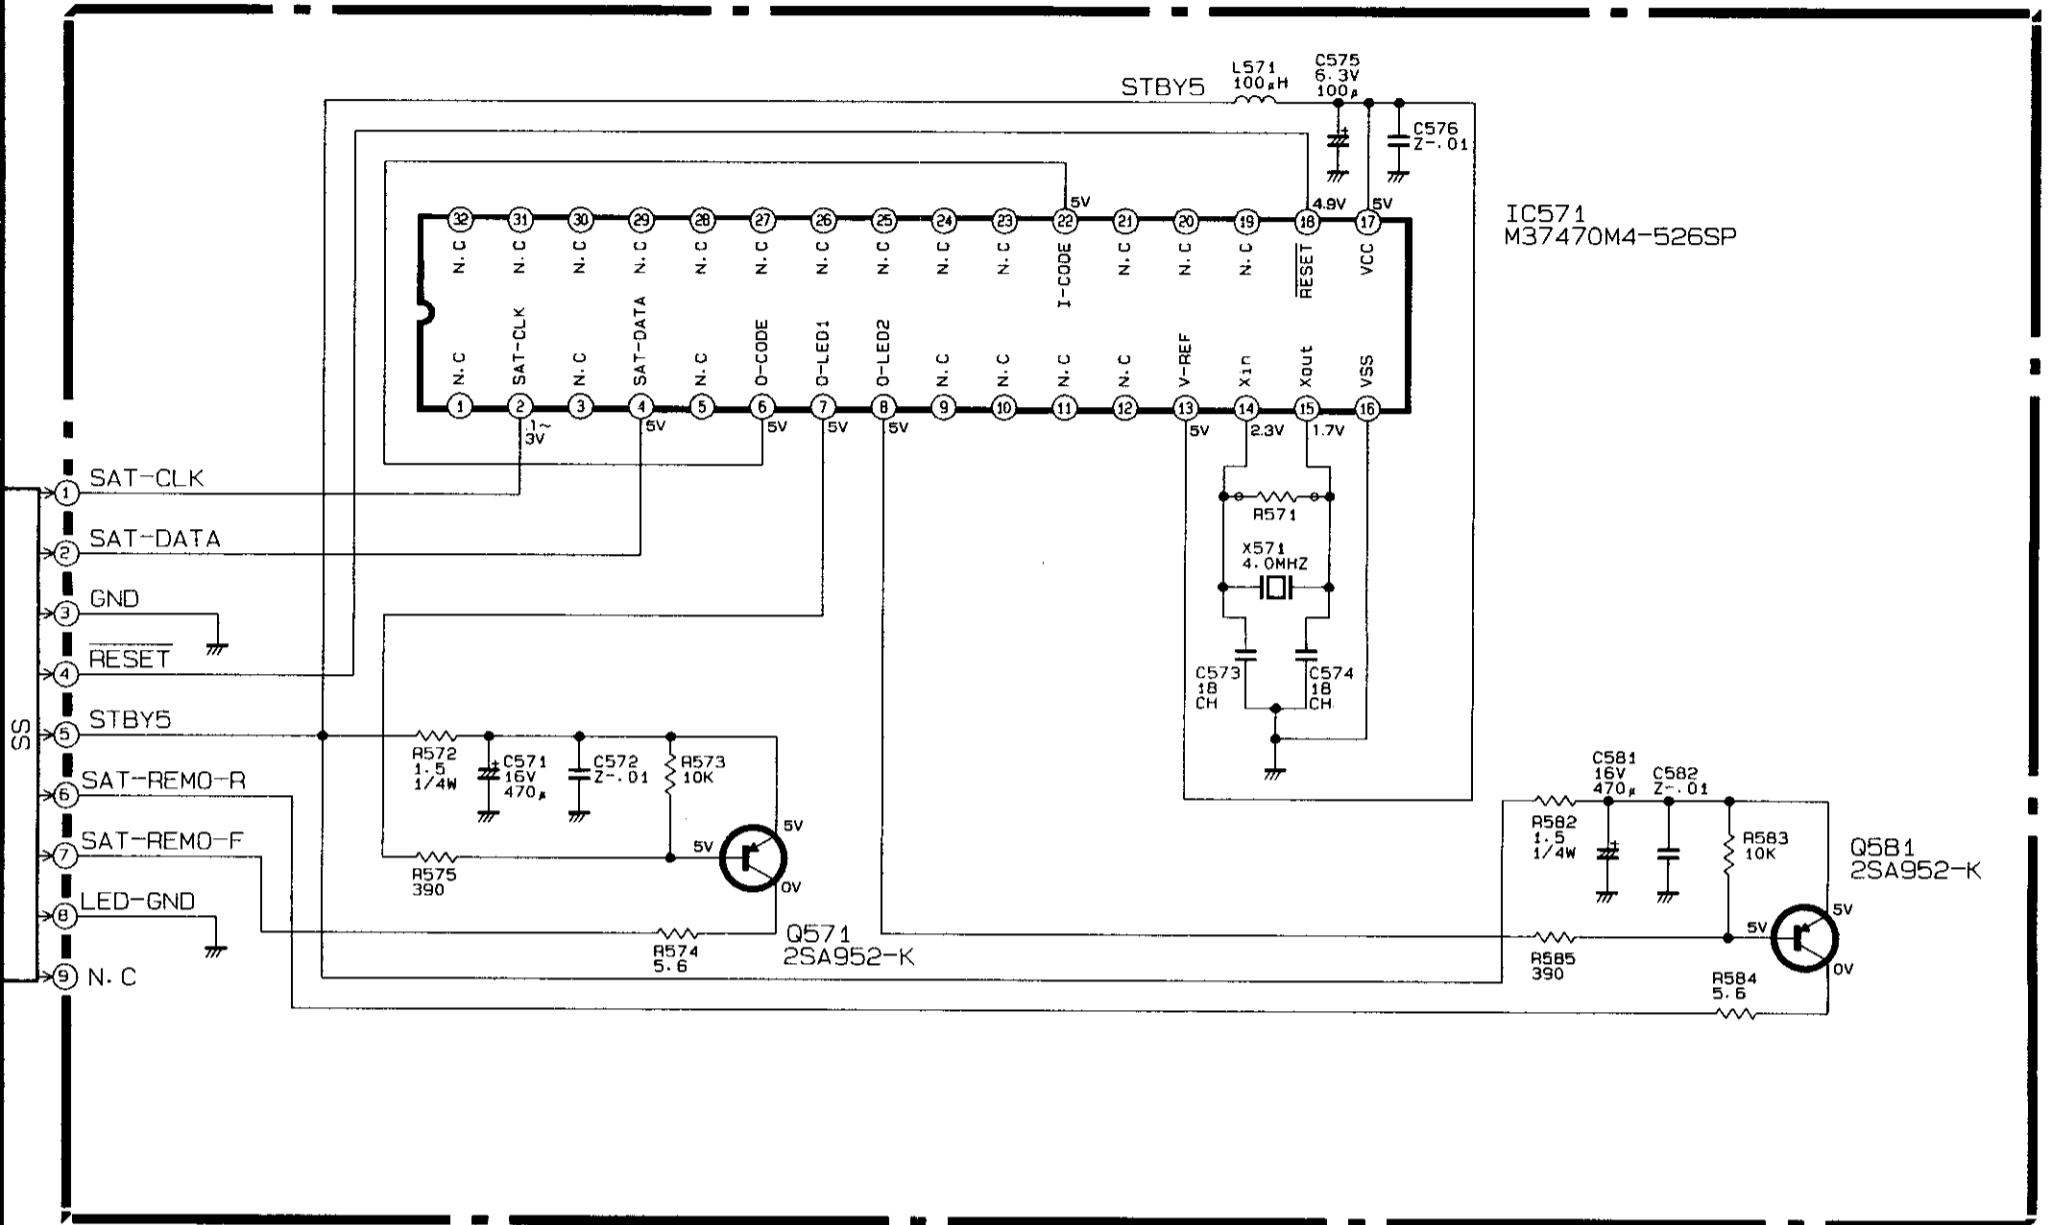 STBY5
L571
100μH
C575
6.3V
100μ
C576
Z-.01
IC571
M37470M4-526SP
5V
4.9V
5V
32 31 30 29 28 27 26 25 24 23 22 21 20 19 18 17
N.C N.C N.C N.C N.C N.C N.C N.C N.C N.C I-CODE N.C N.C N.C RESET VCC
N.C SAT-CLK N.C SAT-DATA N.C O-CODE O-LED1 O-LED2 N.C N.C N.C N.C V-REF Xin Xout VSS
1 2 3 4 5 6 7 8 9 10 11 12 13 14 15 16
.1~
3V
5V
5V
5V
5V
5V
2.3V
1.7V
SS
1 SAT-CLK
2 SAT-DATA
3 GND
4 RESET
5 STBY5
6 SAT-REMO-R
7 SAT-REMO-F
8 LED-GND
9 N.C
R571
X571
4.0MHZ
C573
18
CH
C574
18
CH
R572
1.5
1/4W
C571
16V
470μ
C572
Z-.01
R573
10K
5V
5V
0V
R575
390
R574
5.6
Q571
2SA952-K
C581
16V
470μ
C582
Z-.01
R582
1.5
1/4W
R583
10K
Q581
2SA952-K
5V
5V
0V
R585
390
R584
5.6